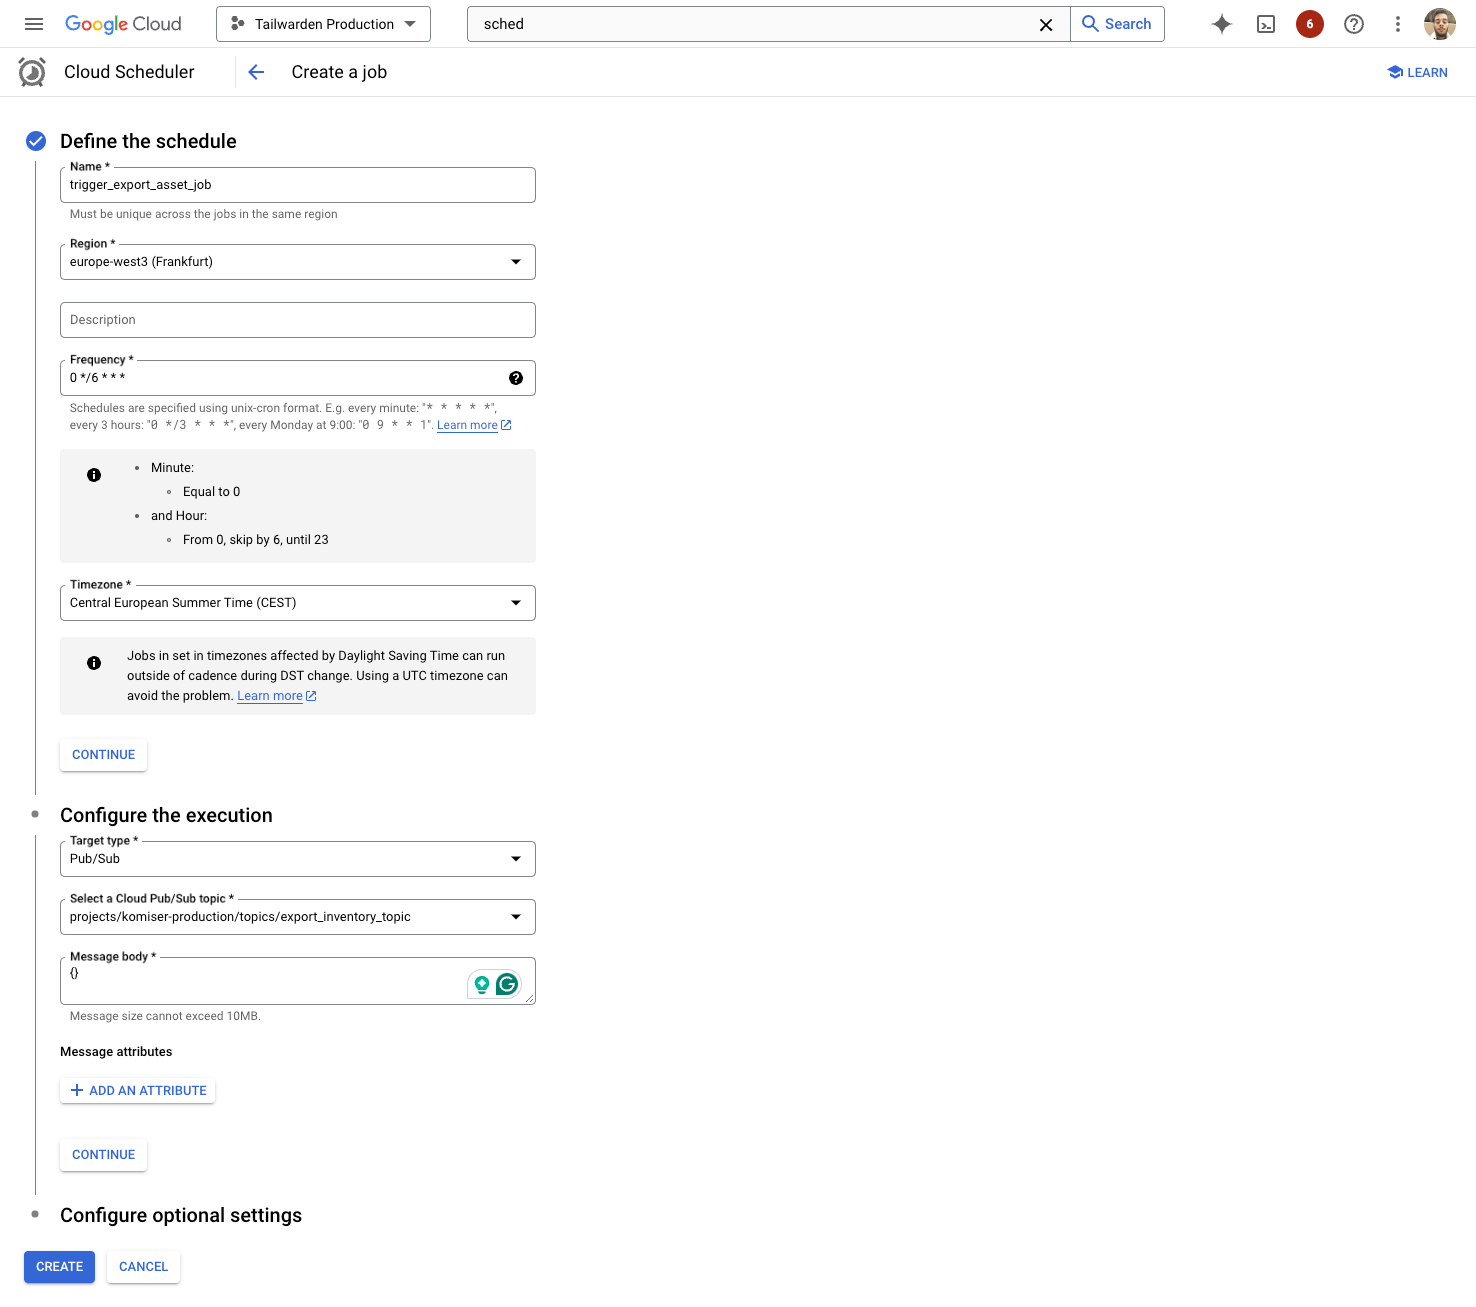 Google Cloud
Tailwarden Production
sched
Search
6
Cloud Scheduler
Create a job
LEARN
Define the schedule
Name *
trigger_export_asset_job
Must be unique across the jobs in the same region
Region *
europe-west3 (Frankfurt)
Description
Frequency *
0 */6 * * *
Schedules are specified using unix-cron format. E.g. every minute: "* * * * *",
every 3 hours: "0 */3 * * *", every Monday at 9:00: "0 9 * * 1". Learn more
Minute:
Equal to 0
and Hour:
From 0, skip by 6, until 23
Timezone *
Central European Summer Time (CEST)
Jobs in set in timezones affected by Daylight Saving Time can run
outside of cadence during DST change. Using a UTC timezone can
avoid the problem. Learn more
CONTINUE
Configure the execution
Target type *
Pub/Sub
Select a Cloud Pub/Sub topic *
projects/komiser-production/topics/export_inventory_topic
Message body *
{}
Message size cannot exceed 10MB.
Message attributes
ADD AN ATTRIBUTE
CONTINUE
Configure optional settings
CREATE
CANCEL